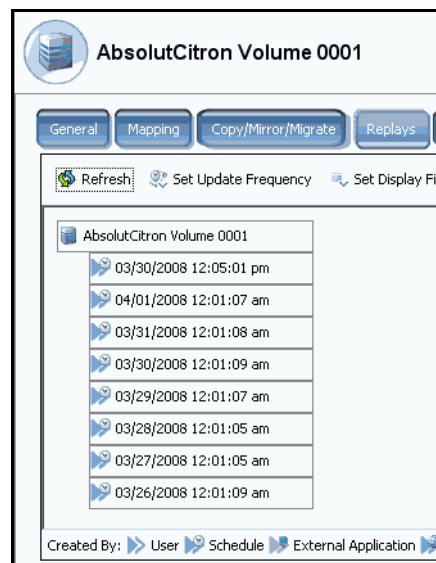 AbsolutCitron Volume 0001
General Mapping Copy/Mirror/Migrate Replays
Refresh Set Update Frequency Set Display Fi
AbsolutCitron Volume 0001
03/30/2008 12:05:01 pm
04/01/2008 12:01:07 am
03/31/2008 12:01:08 am
03/30/2008 12:01:09 am
03/29/2008 12:01:07 am
03/28/2008 12:01:05 am
03/27/2008 12:01:05 am
03/26/2008 12:01:09 am
Created By: User Schedule External Application